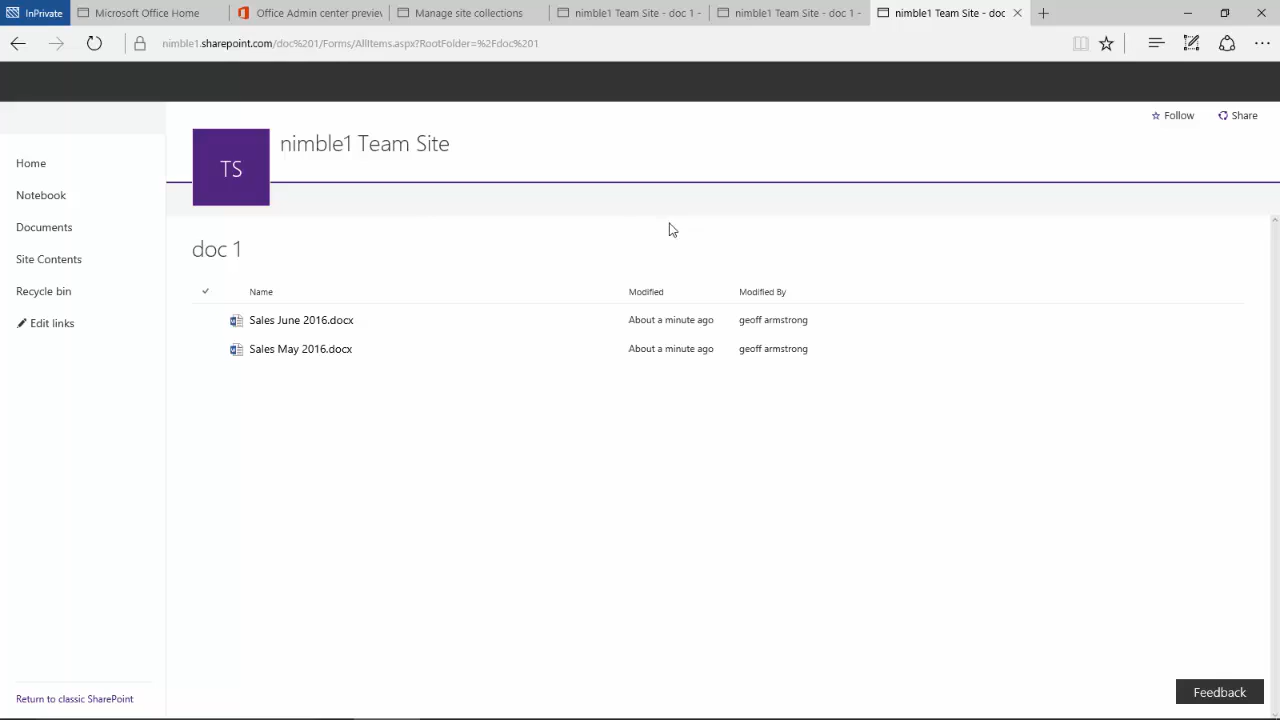 InPrivate
Microsoft Office Home
Office Admin center previ
Manage site collections
nimble1 Team Site - doc 1 -
nimble1 Team Site - doc 1 -
nimble1 Team Site - doc
nimble1.sharepoint.com/doc%201/Forms/AllItems.aspx?RootFolder=%2Fdoc%201
Follow
Share
TS
nimble1 Team Site
Home
Notebook
Documents
Site Contents
Recycle bin
Edit links
doc 1
Name Modified Modified By
Sales June 2016.docx About a minute ago geoff armstrong
Sales May 2016.docx About a minute ago geoff armstrong
Return to classic SharePoint
Feedback